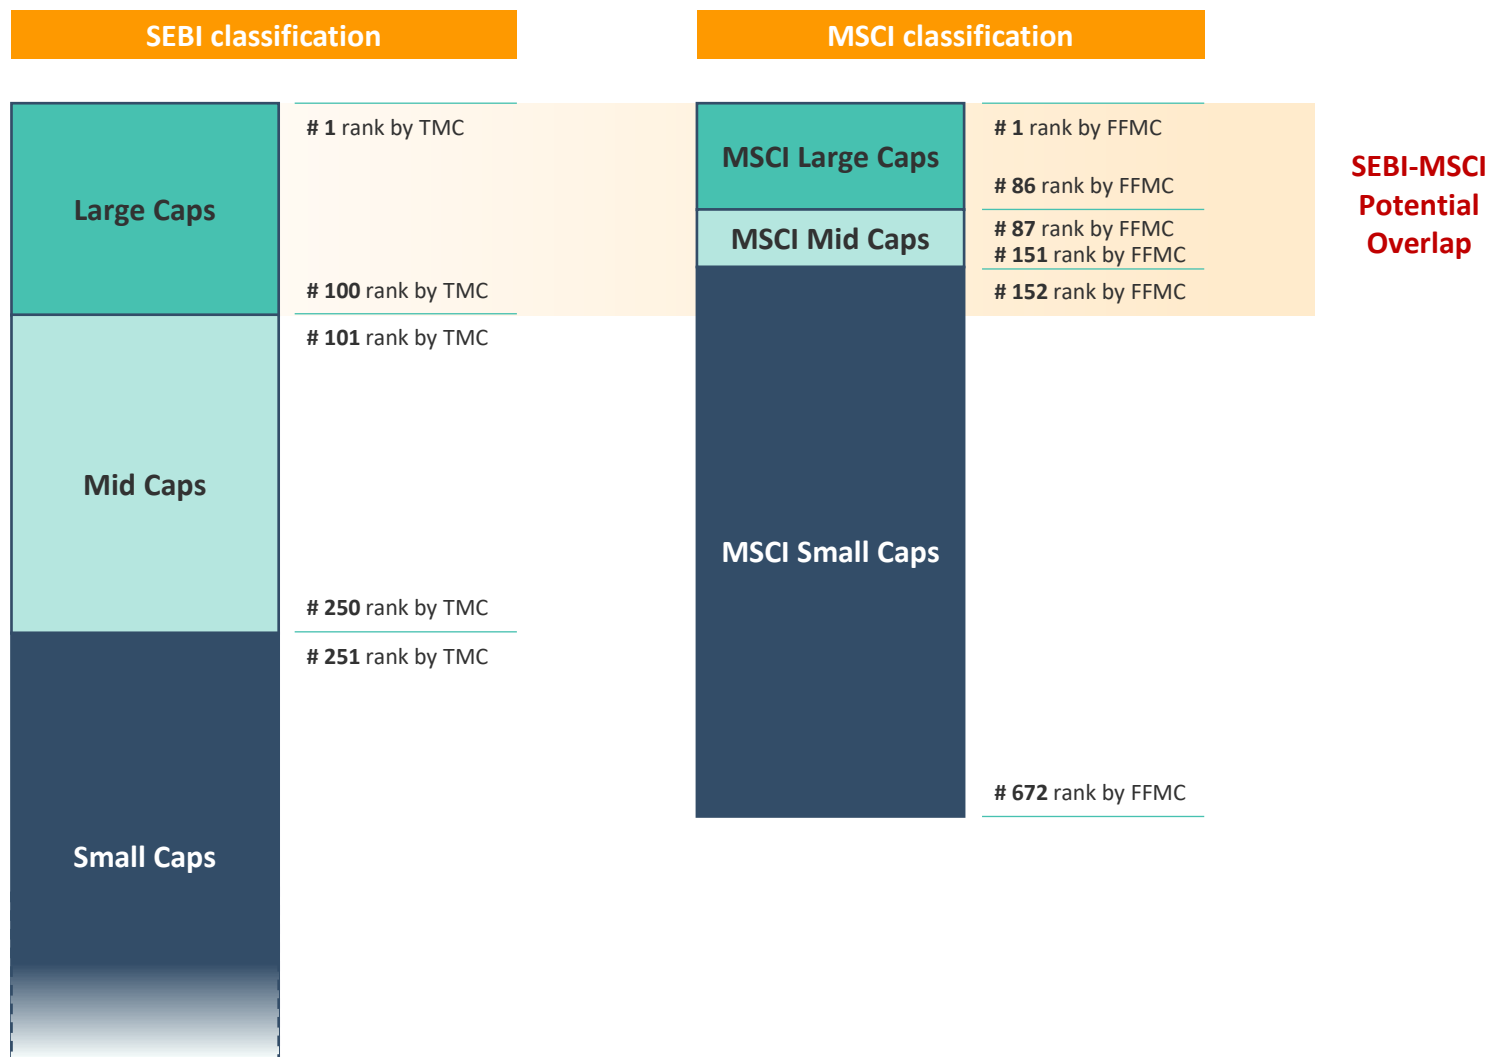 SEBI classification
Large Caps
# 1 rank by TMC
# 100 rank by TMC
# 101 rank by TMC
Mid Caps
# 250 rank by TMC
# 251 rank by TMC
Small Caps
MSCI classification
MSCI Large Caps
# 1 rank by FFMC
# 86 rank by FFMC
MSCI Mid Caps
# 87 rank by FFMC
# 151 rank by FFMC
# 152 rank by FFMC
MSCI Small Caps
# 672 rank by FFMC
SEBI-MSCI
Potential
Overlap